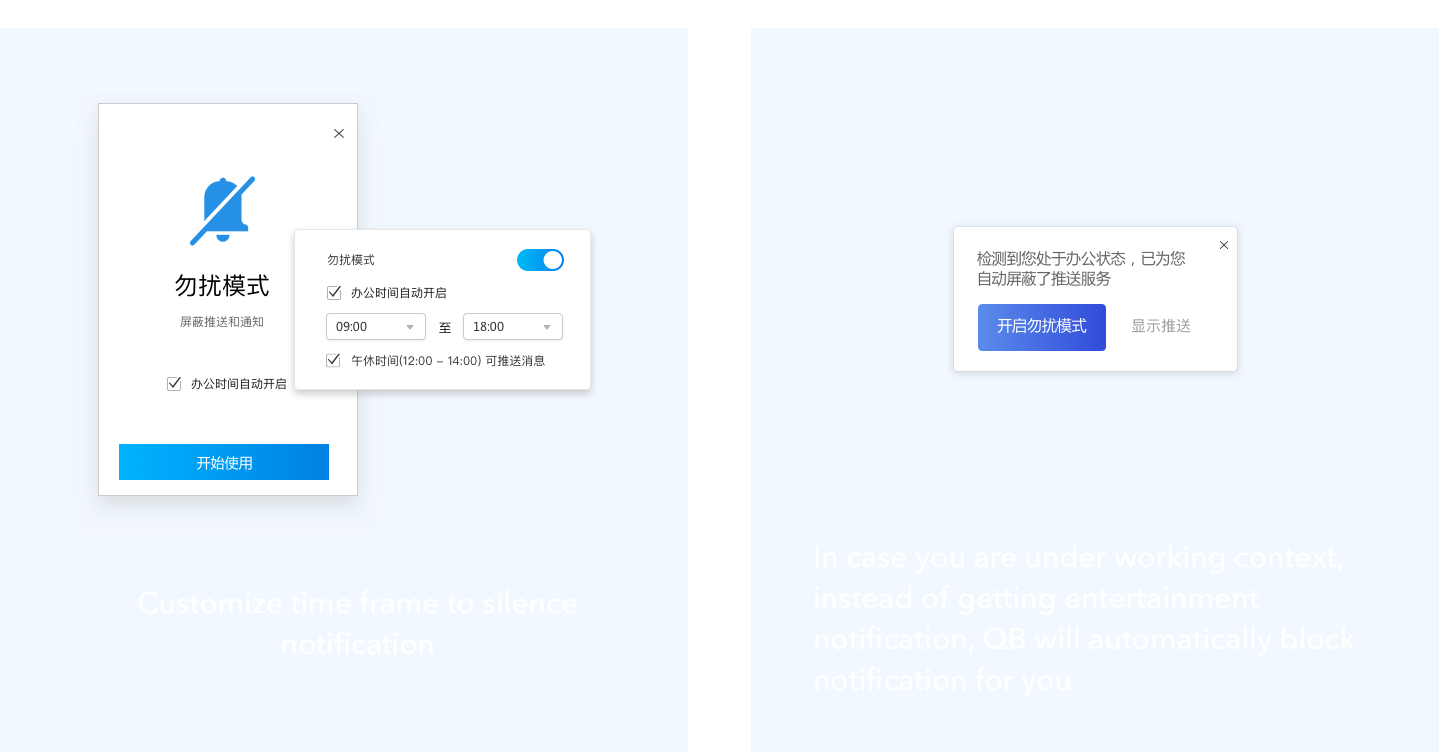 勿扰模式
屏蔽推送和通知
办公时间自动开启
开始使用
勿扰模式
办公时间自动开启
09:00 至 18:00
午休时间(12:00 – 14:00) 可推送消息
Customize time frame to silence
notification
检测到您处于办公状态，已为您
自动屏蔽了推送服务
开启勿扰模式 显示推送
In case you are under working context,
instead of getting entertainment
notification, QB will automatically block
notification for you